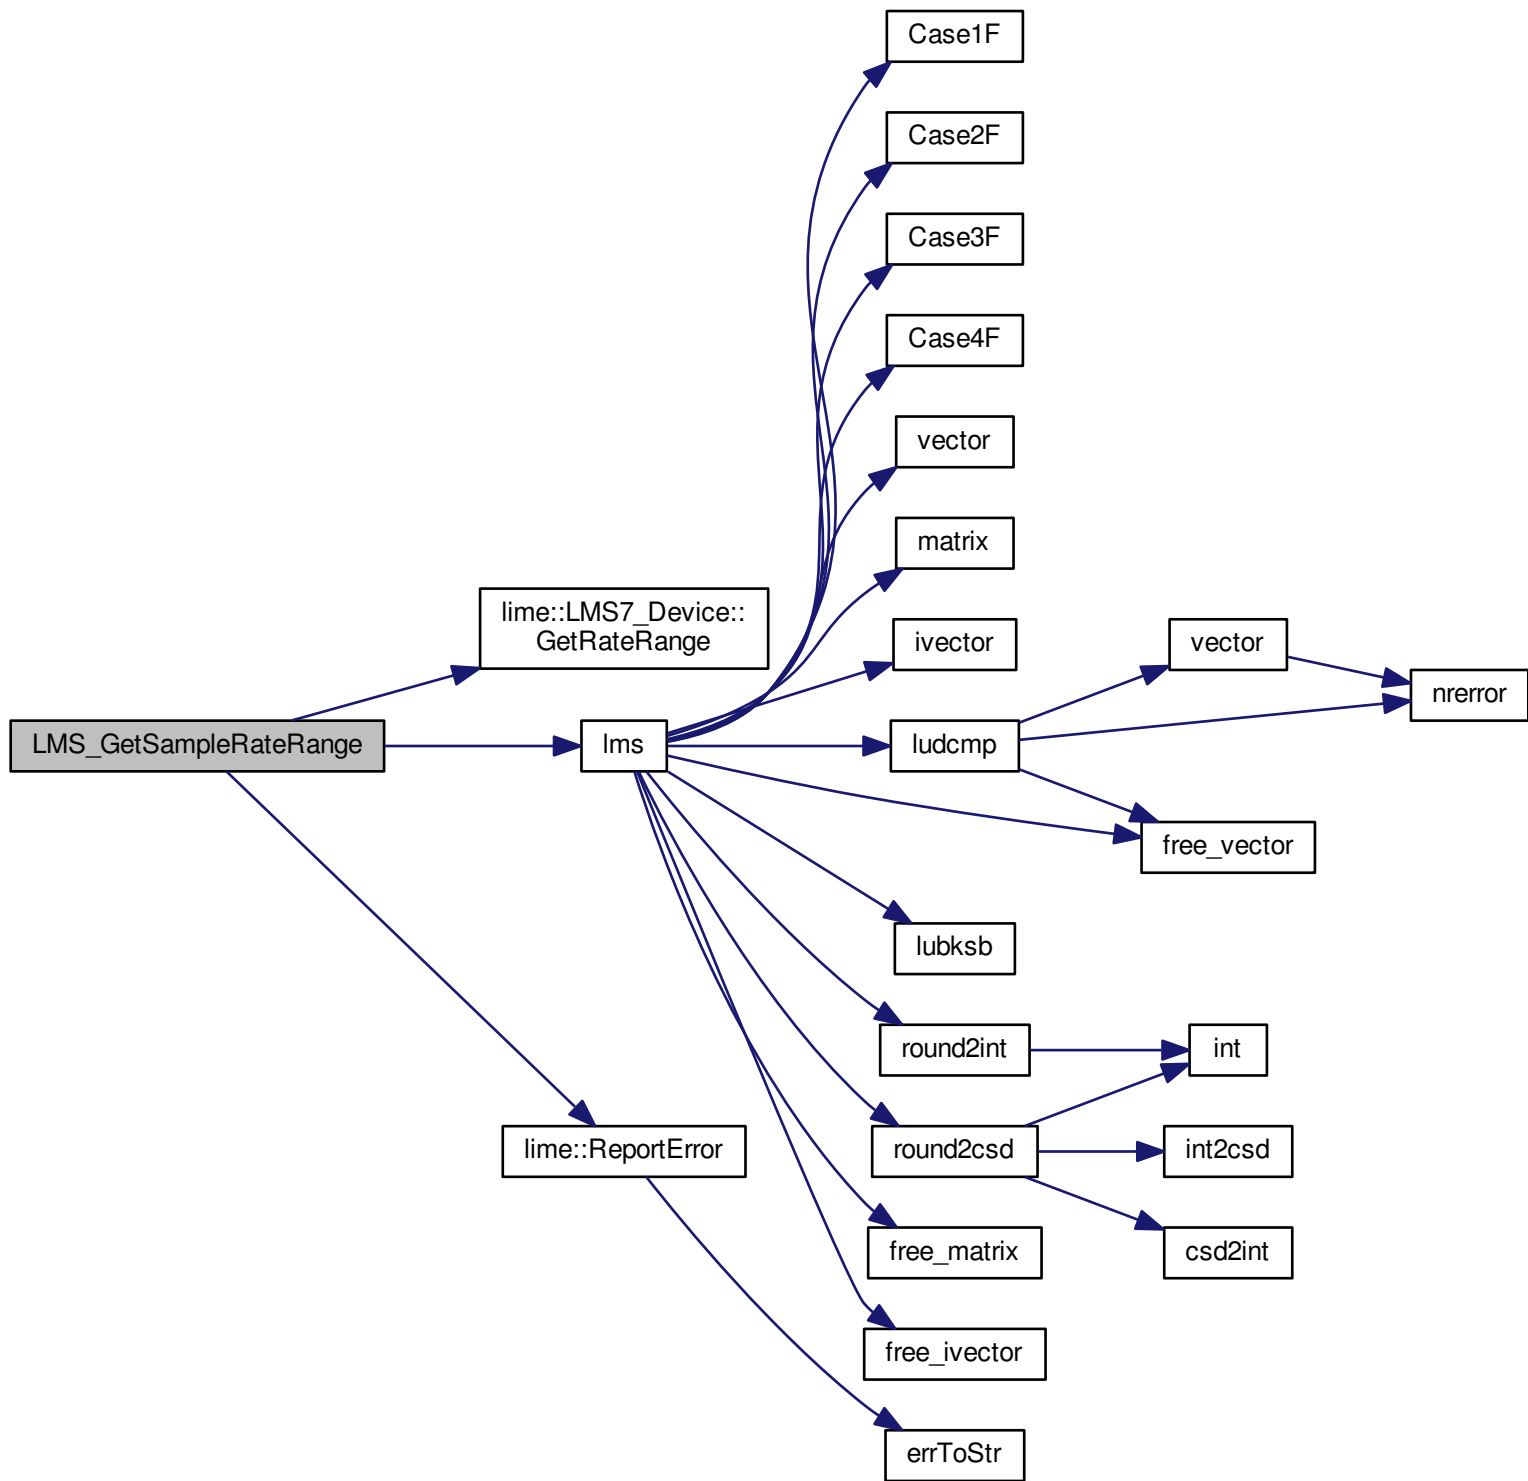 Case1F
Case2F
Case3F
Case4F
vector
matrix
lime::LMS7_Device::
GetRateRange
ivector
vector
nrerror
LMS_GetSampleRateRange
lms
ludcmp
free_vector
lubksb
round2int
int
lime::ReportError
round2csd
int2csd
free_matrix
csd2int
free_ivector
errToStr